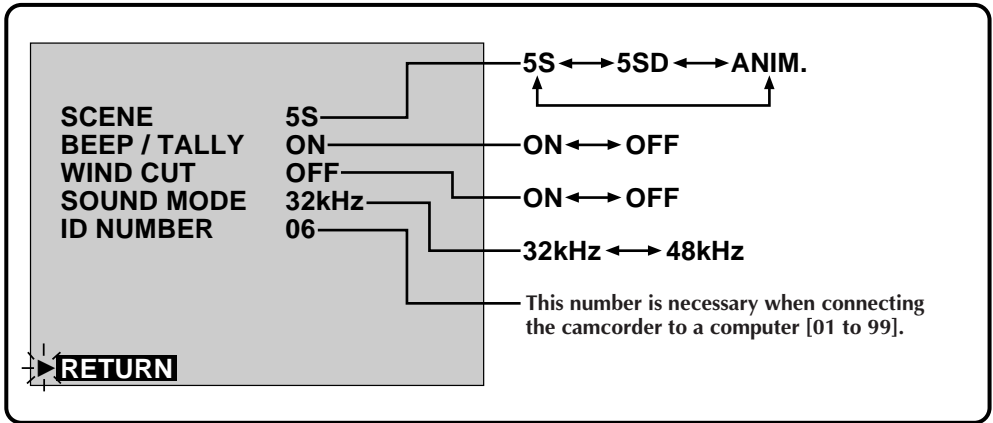 SCENE 5S
BEEP / TALLY ON
WIND CUT OFF
SOUND MODE 32kHz
ID NUMBER 06
RETURN
5S 5SD ANIM.
ON OFF
ON OFF
32kHz 48kHz
This number is necessary when connecting
the camcorder to a computer [01 to 99].